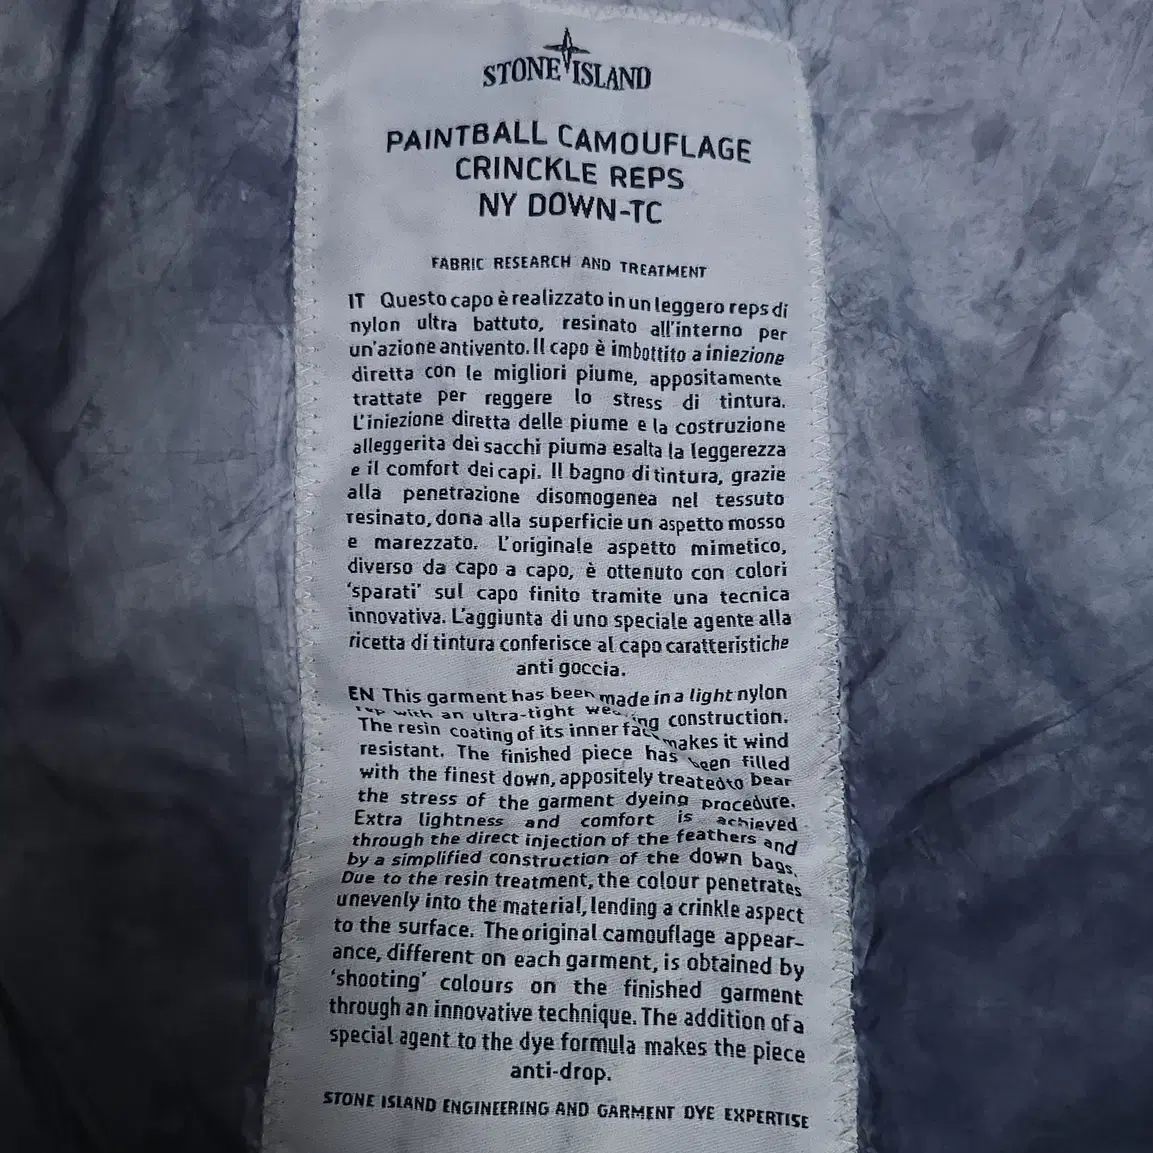 STONE ISLAND
PAINTBALL CAMOUFLAGE
CRINCKLE REPS
NY DOWN-TC
FABRIC RESEARCH AND TREATMENT
IT Questo capo è realizzato in un leggero reps di
nylon ultra battuto, resinato all'interno per
un'azione antivento. Il capo è imbottito a iniezione
diretta con le migliori piume, appositamente
trattate per reggere lo stress di tintura.
L'iniezione diretta delle piume e la costruzione
alleggerita dei sacchi piuma esalta la leggerezza
e il comfort dei capi. Il bagno di tintura, grazie
alla penetrazione disomogenea nel tessuto
resinato, dona alla superficie un aspetto mosso
e marezzato. L'originale aspetto mimetico,
diverso da capo a capo, è ottenuto con colori
'sparati' sul capo finito tramite una tecnica
innovativa. L'aggiunta di uno speciale agente alla
ricetta di tintura conferisce al capo caratteristiche
anti goccia.
EN This garment has been made in a light nylon
rep with an ultra-tight weaving construction.
The resin coating of its inner face makes it wind
resistant. The finished piece has been filled
with the finest down, appositely treated to bear
the stress of the garment dyeing procedure.
Extra lightness and comfort is achieved
through the direct injection of the feathers and
by a simplified construction of the down bags.
Due to the resin treatment, the colour penetrates
unevenly into the material, lending a crinkle aspect
to the surface. The original camouflage appear-
ance, different on each garment, is obtained by
'shooting' colours on the finished garment
through an innovative technique. The addition of a
special agent to the dye formula makes the piece
anti-drop.
STONE ISLAND ENGINEERING AND GARMENT DYE EXPERTISE